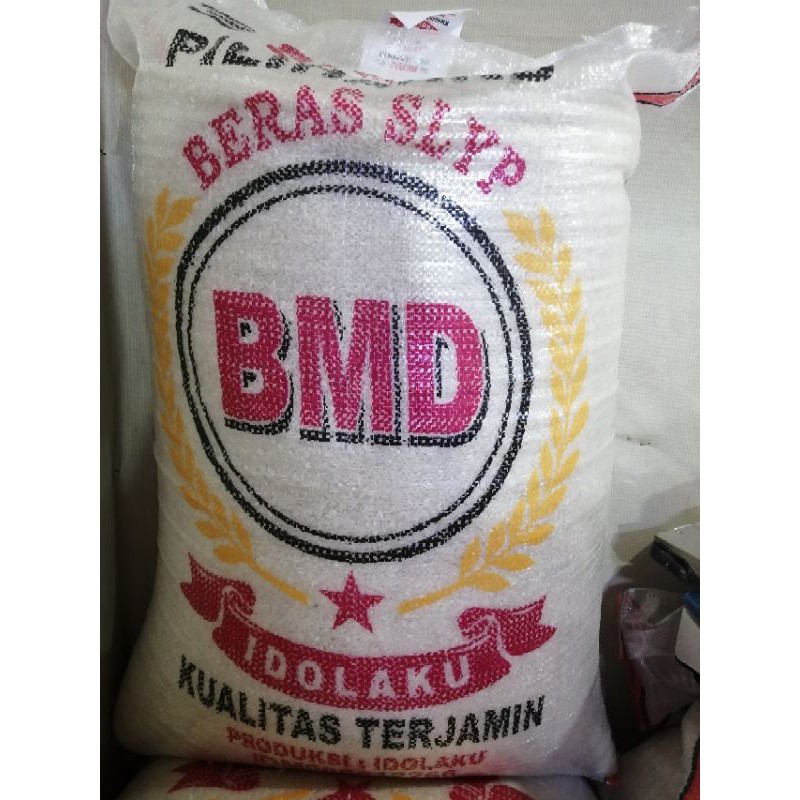 BERAS SLYP
BMD
IDOLAKU
KUALITAS TERJAMIN
PRODUKSI : IDOLAKU